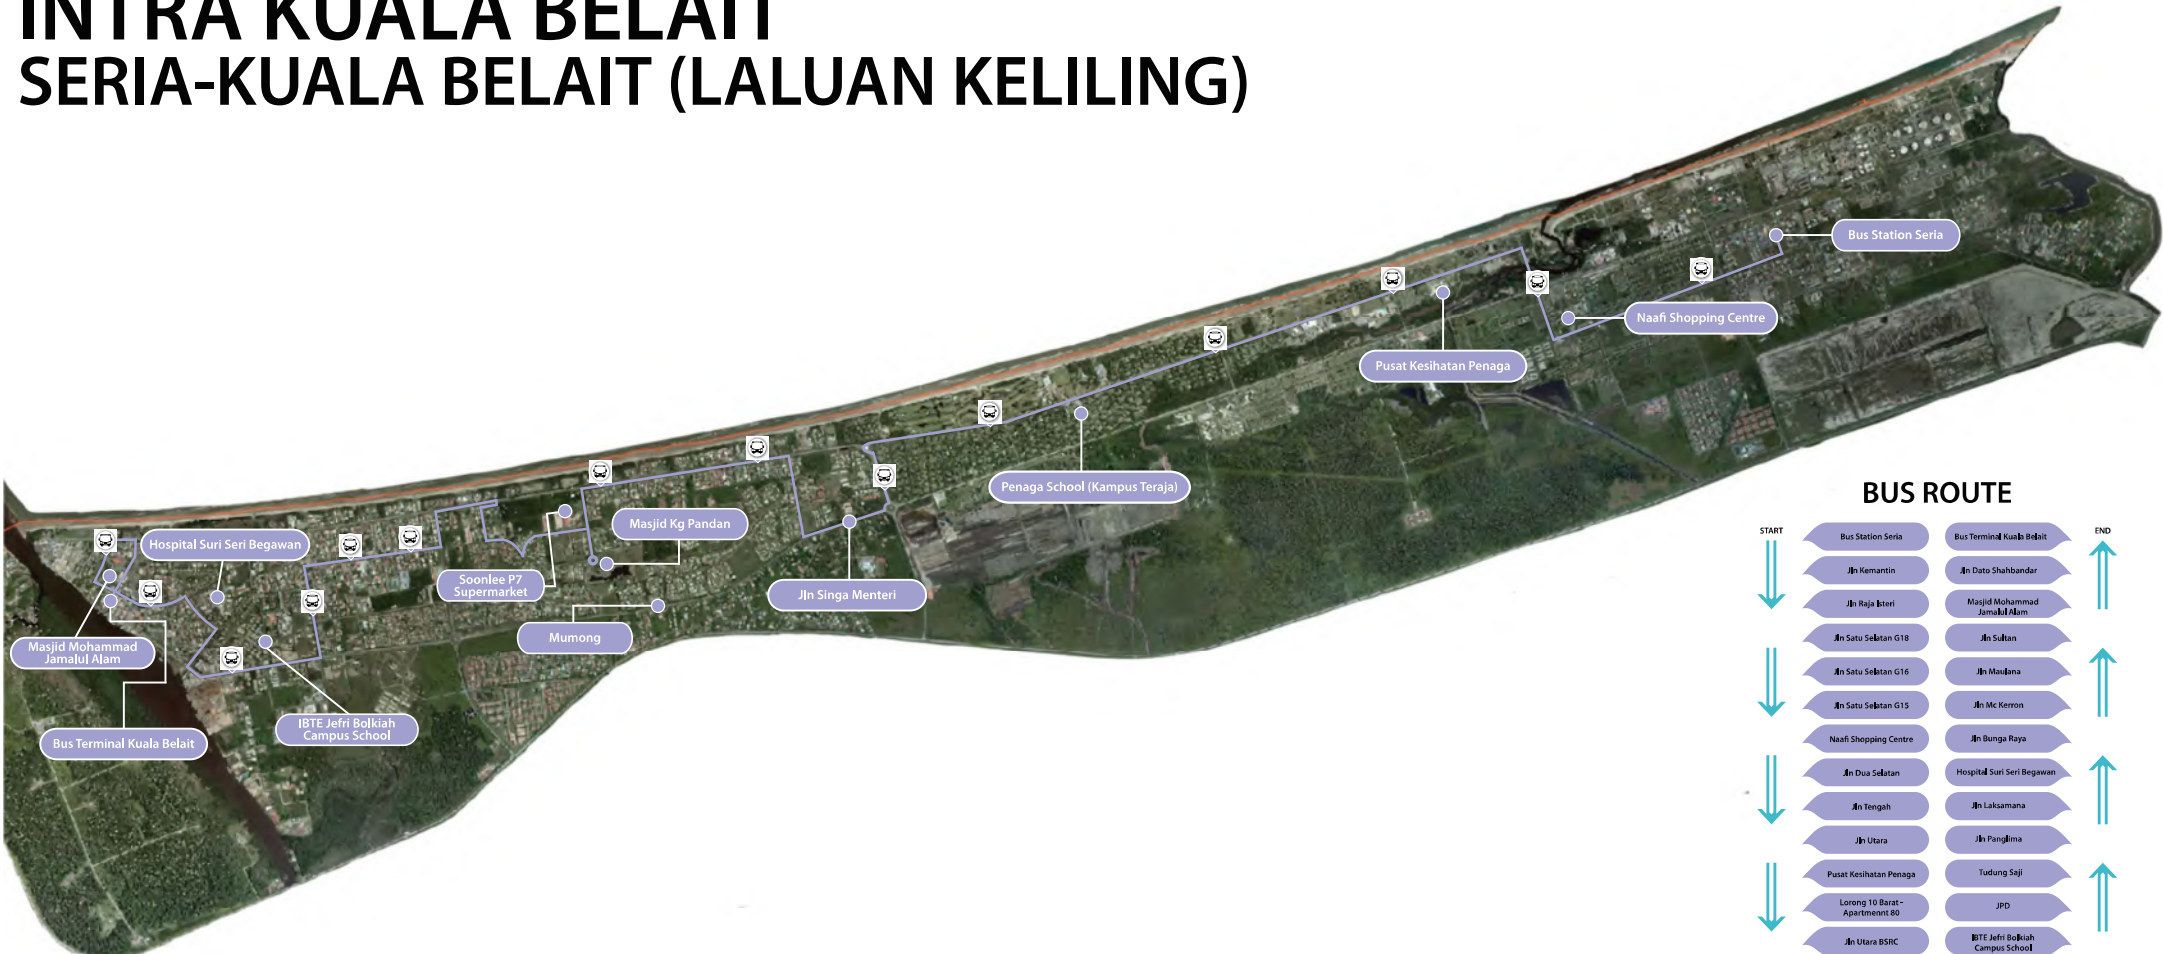 INTRA KUALA BELAIT
SERIA-KUALA BELAIT (LALUAN KELILING)
Bus Station Seria
Naafi Shopping Centre
Pusat Kesihatan Penaga
Penaga School (Kampus Teraja)
Masjid Kg Pandan
Hospital Suri Seri Begawan
Soonlee P7
Supermarket
Jln Singa Menteri
Mumong
Masjid Mohammad
Jamalul Alam
IBTE Jefri Bolkiah
Campus School
Bus Terminal Kuala Belait
BUS ROUTE
START
END
Bus Station Seria
Jln Kemantin
Jln Raja Isteri
Jln Satu Selatan G18
Jln Satu Selatan G16
Jln Satu Selatan G15
Naafi Shopping Centre
Jln Dua Selatan
Jln Tengah
Jln Utara
Pusat Kesihatan Penaga
Lorong 10 Barat -
Apartmennt 80
Jln Utara BSRC
Bus Terminal Kuala Belait
Jln Dato Shahbandar
Masjid Mohammad
Jamalul Alam
Jln Sultan
Jln Maulana
Jln Mc Kerron
Jln Bunga Raya
Hospital Suri Seri Begawan
Jln Laksamana
Jln Panglima
Tudung Saji
JPD
IBTE Jefri Bolkiah
Campus School